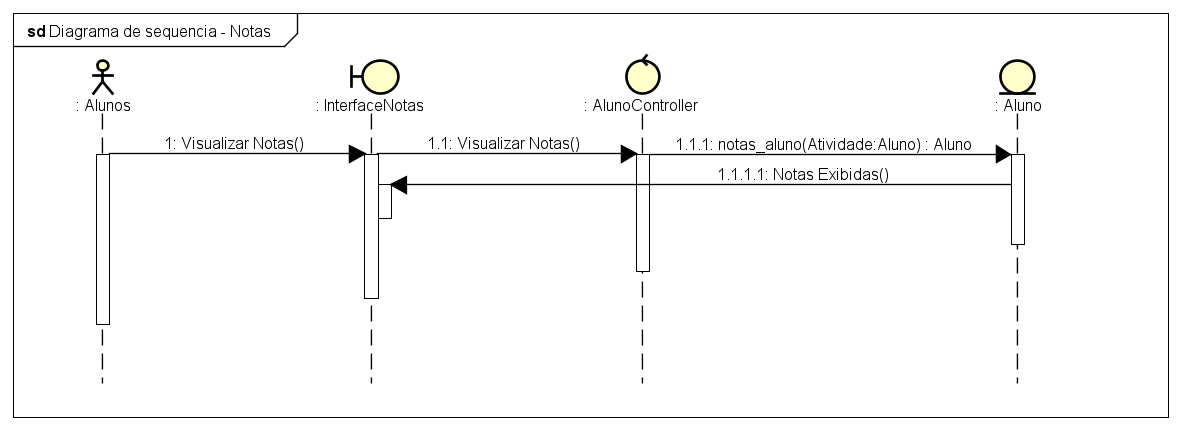 sd Diagrama de sequencia - Notas
: Alunos
: InterfaceNotas
: AlunoController
: Aluno
1: Visualizar Notas()
1.1: Visualizar Notas()
1.1.1: notas_aluno(Atividade:Aluno) : Aluno
1.1.1.1: Notas Exibidas()